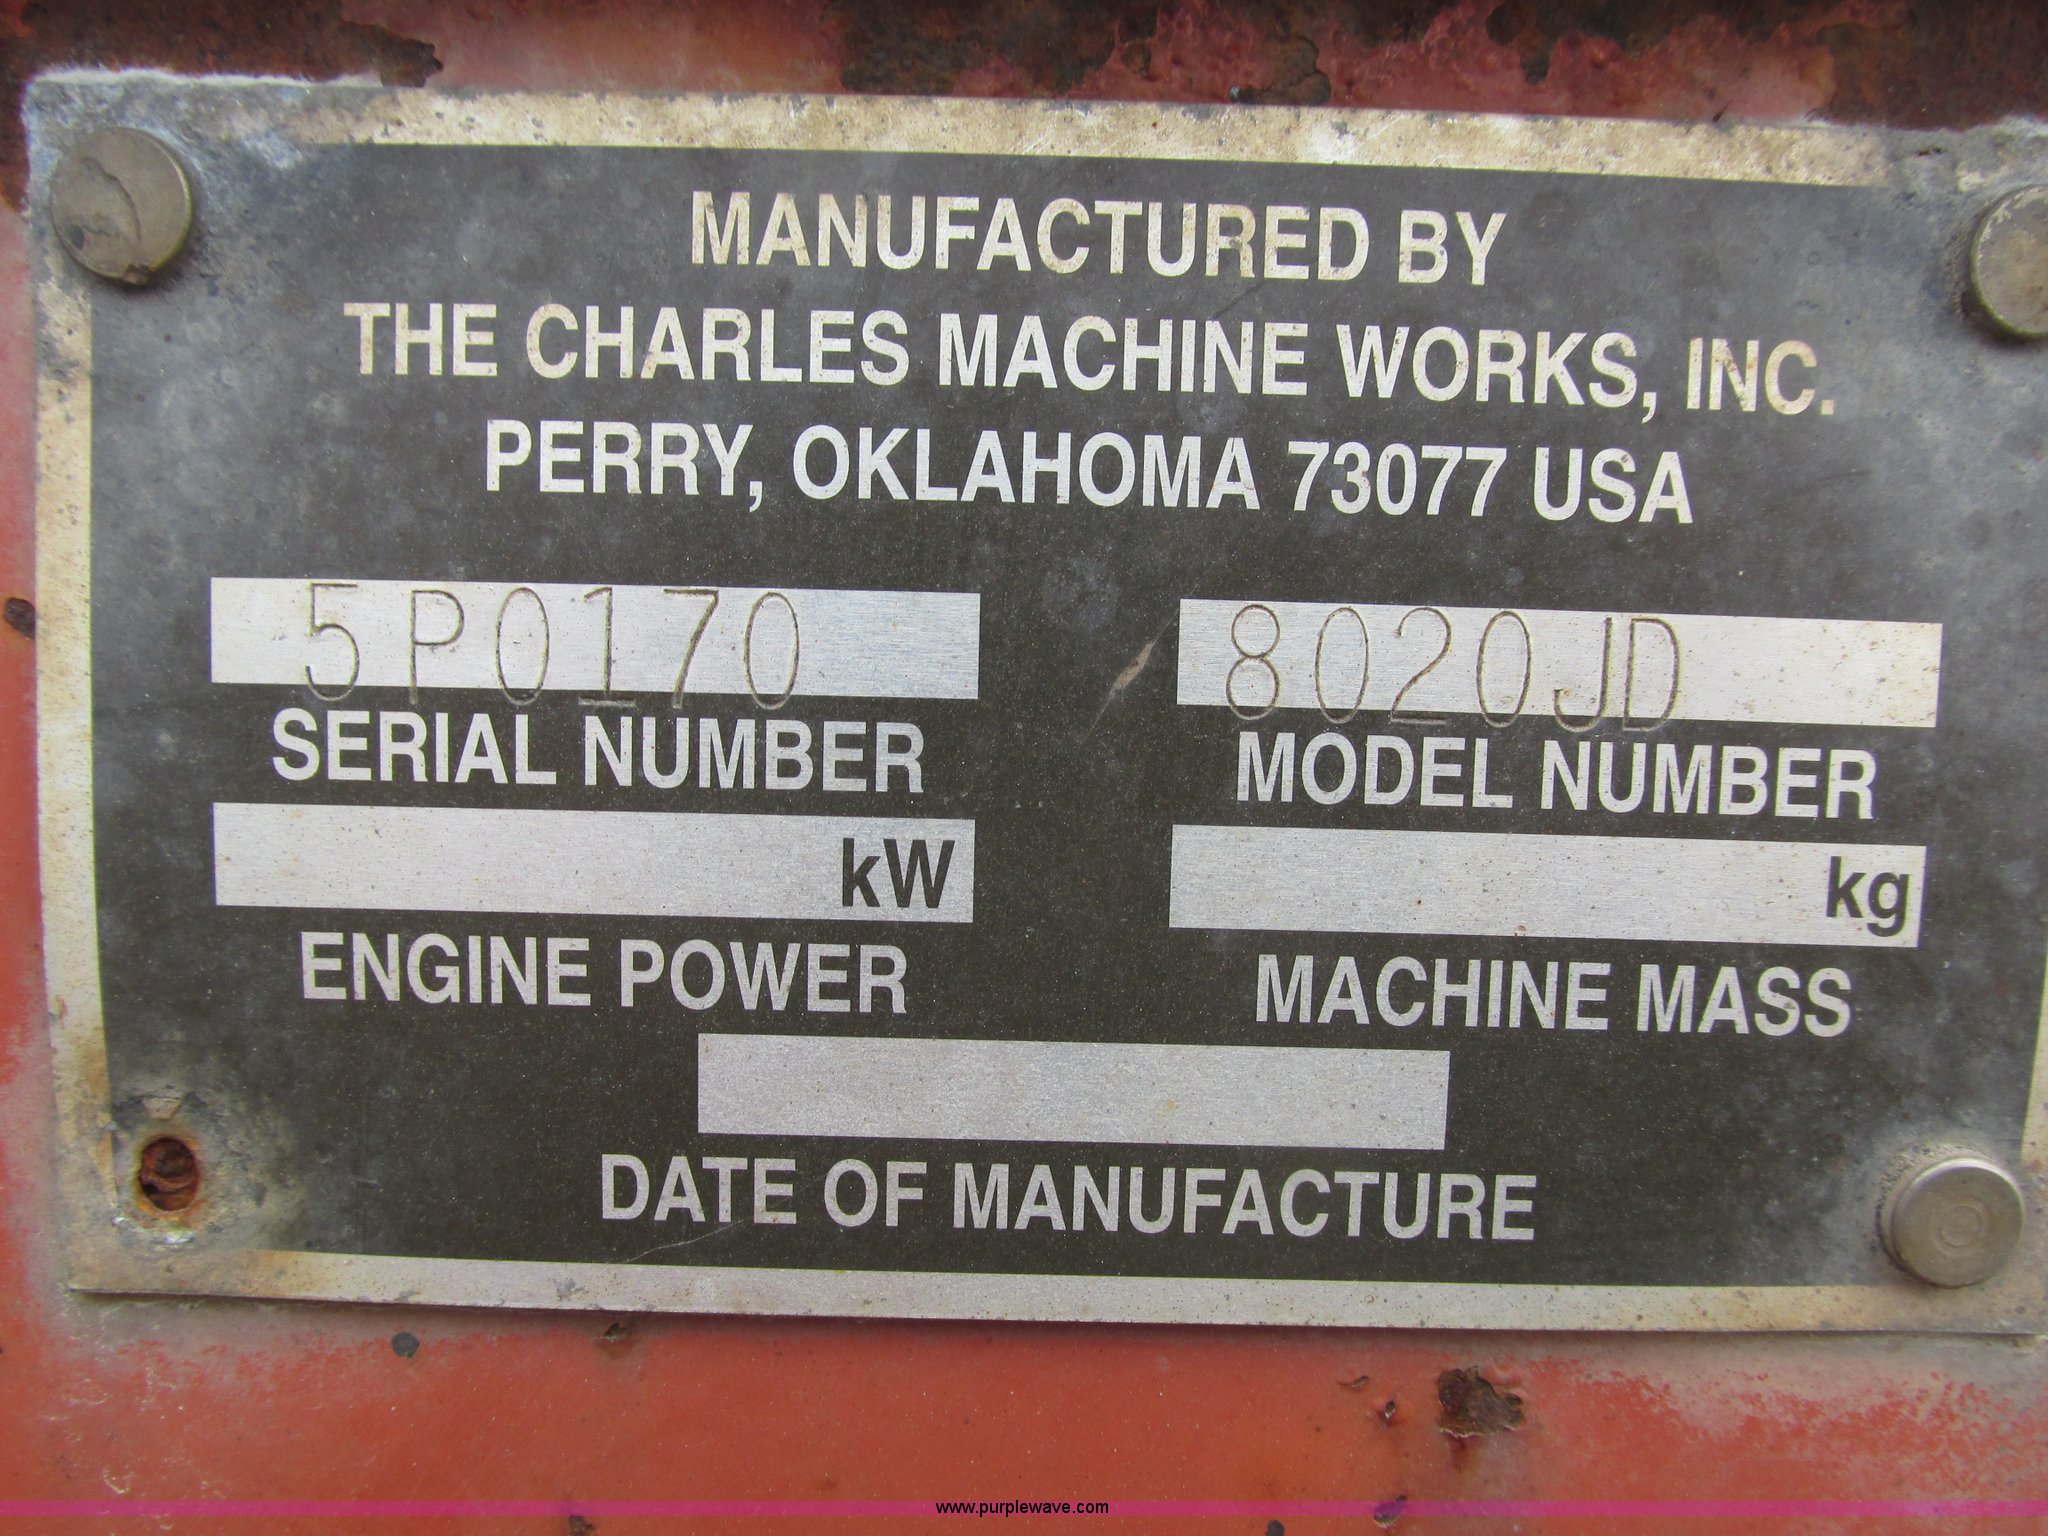 MANUFACTURED BY
THE CHARLES MACHINE WORKS, INC.
PERRY, OKLAHOMA 73077 USA
5P0170 8020JD
SERIAL NUMBER MODEL NUMBER
kW kg
ENGINE POWER MACHINE MASS
DATE OF MANUFACTURE
www.purplewave.com